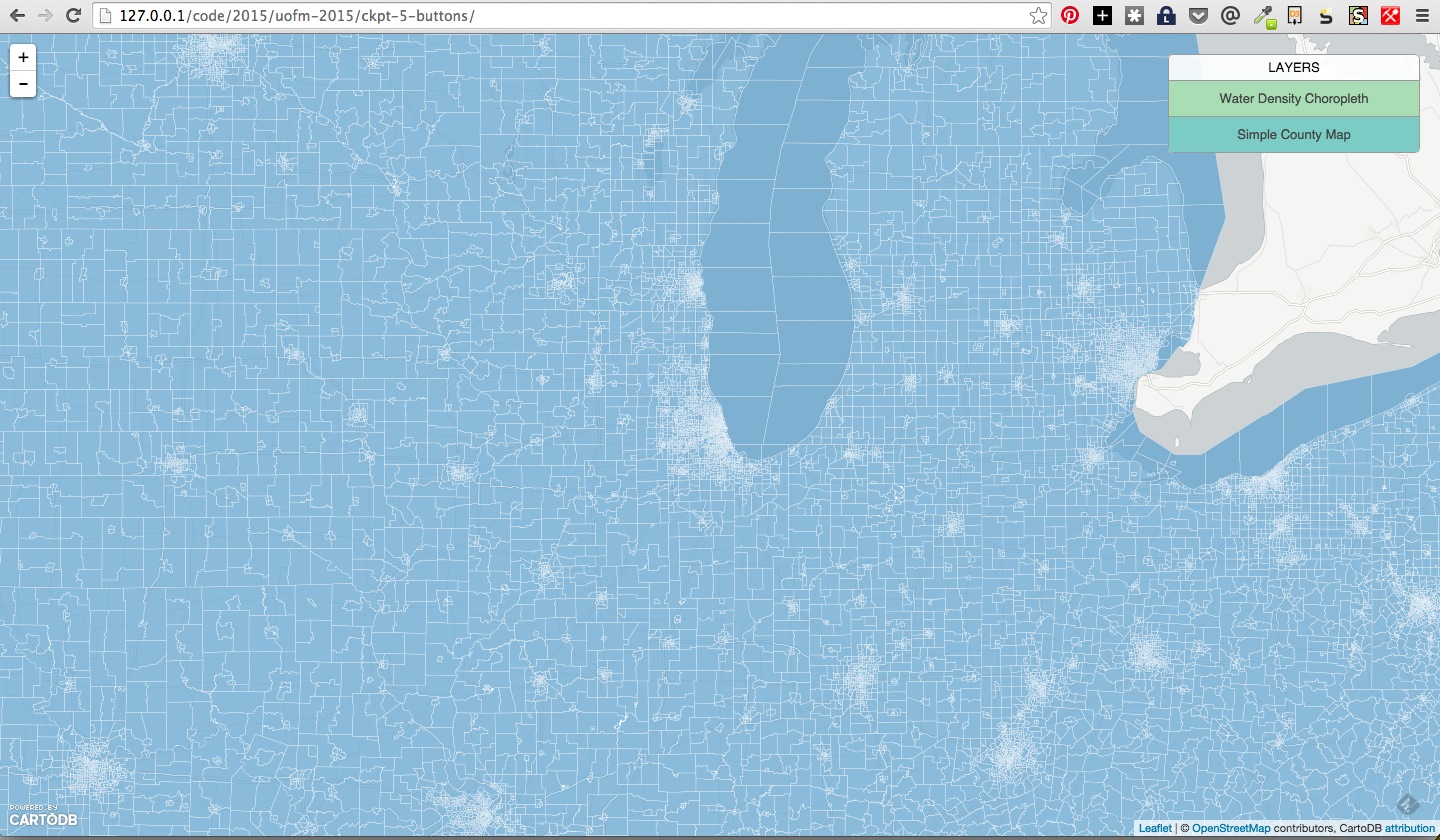 127.0.0.1/code/2015/uofm-2015/ckpt-5-buttons/
+
-
LAYERS
Water Density Choropleth
Simple County Map
POWERED BY
CARTODB
Leaflet | © OpenStreetMap contributors, CartoDB attribution